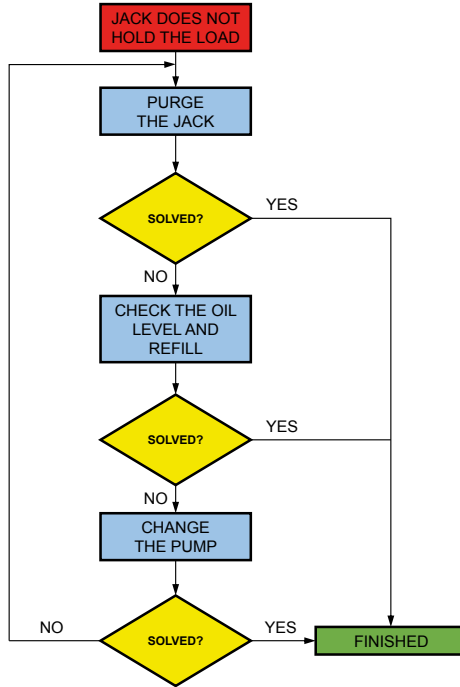 JACK DOES NOT
HOLD THE LOAD
PURGE
THE JACK
SOLVED?
YES
NO
CHECK THE OIL
LEVEL AND
REFILL
SOLVED?
YES
NO
CHANGE
THE PUMP
NO
SOLVED?
YES
FINISHED